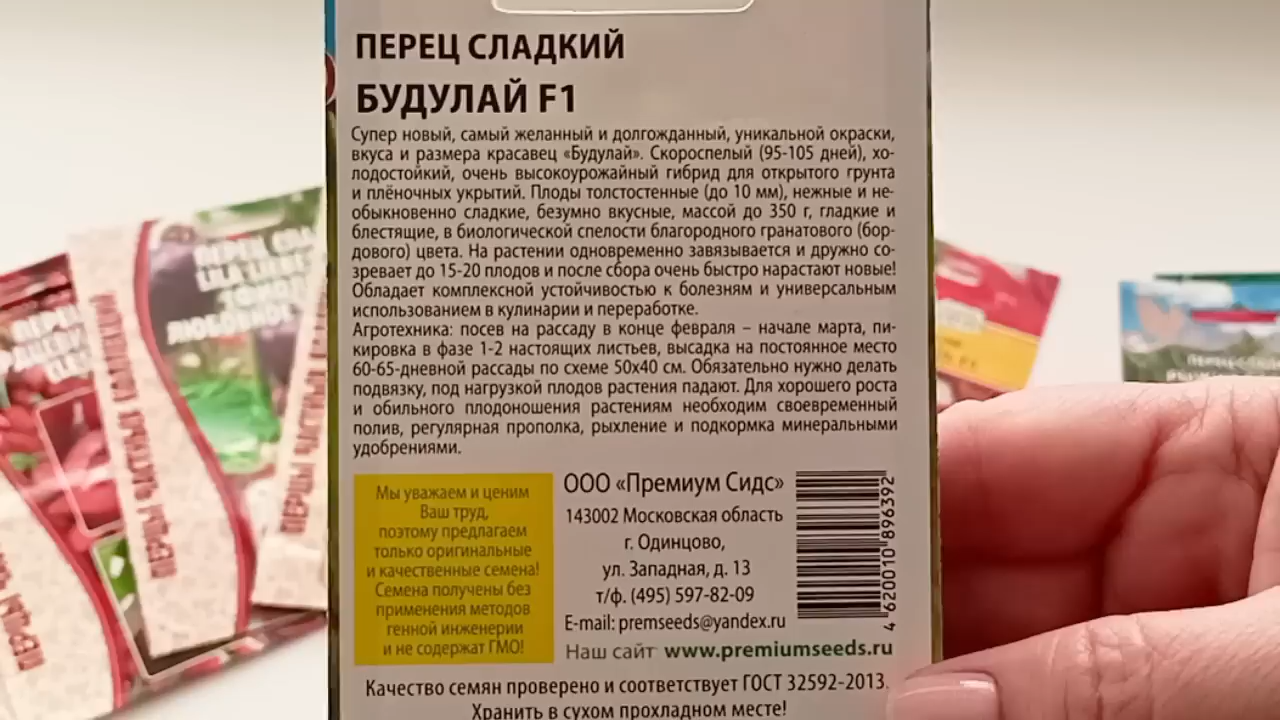 ПЕРЕЦ СЛАДКИЙ
БУДУЛАЙ F1
Супер новый, самый желанный и долгожданный, уникальной окраски,
вкуса и размера красавец «Будулай». Скороспелый (95-105 дней), хо-
лодостойкий, очень высокоурожайный гибрид для открытого грунта
и плёночных укрытий. Плоды толстостенные (до 10 мм), нежные и не-
обыкновенно сладкие, безумно вкусные, массой до 350 г, гладкие и
блестящие, в биологической спелости благородного гранатового (бор-
дового) цвета. На растении одновременно завязывается и дружно со-
зревает до 15-20 плодов и после сбора очень быстро нарастают новые!
Обладает комплексной устойчивостью к болезням и универсальным
использованием в кулинарии и переработке.
Агротехника: посев на рассаду в конце февраля – начале марта, пи-
кировка в фазе 1-2 настоящих листьев, высадка на постоянное место
60-65-дневной рассады по схеме 50х40 см. Обязательно нужно делать
подвязку, под нагрузкой плодов растения падают. Для хорошего роста
и обильного плодоношения растениям необходим своевременный
полив, регулярная прополка, рыхление и подкормка минеральными
удобрениями.
Мы уважаем и ценим
Ваш труд,
поэтому предлагаем
только оригинальные
и качественные семена!
Семена получены без
применения методов
генной инженерии
и не содержат ГМО!
ООО «Премиум Сидс»
143002 Московская область
г. Одинцово,
ул. Западная, д. 13
т/ф. (495) 597-82-09
E-mail: premseeds@yandex.ru
Наш сайт www.premiumseeds.ru
4 620010 896392
Качество семян проверено и соответствует ГОСТ 32592-2013.
Хранить в сухом прохладном месте!
ПЕРЕЦ
LILA LIEBE
ЛЮБОВНОЕ